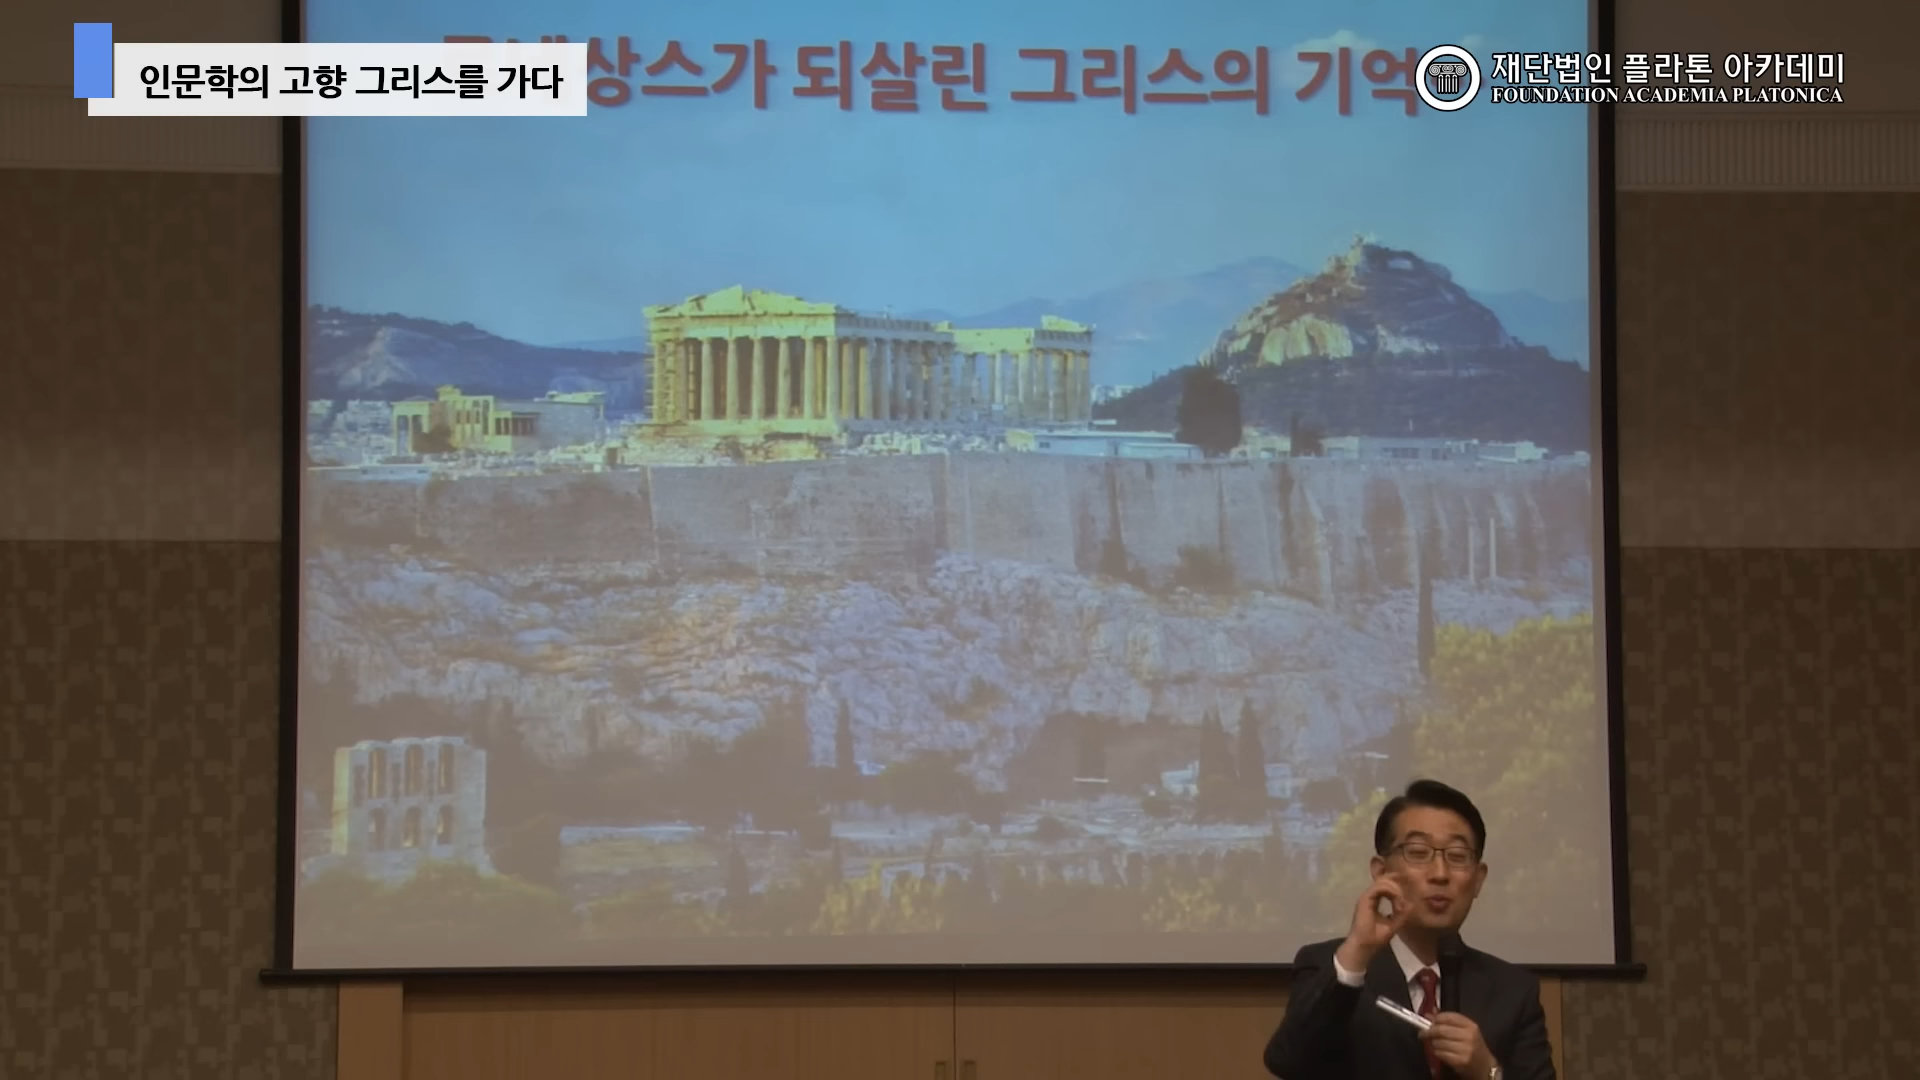 인문학의 고향 그리스를 가다
상스가 되살린 그리스의 기억
재단법인 플라톤 아카데미
FOUNDATION ACADEMIA PLATONICA